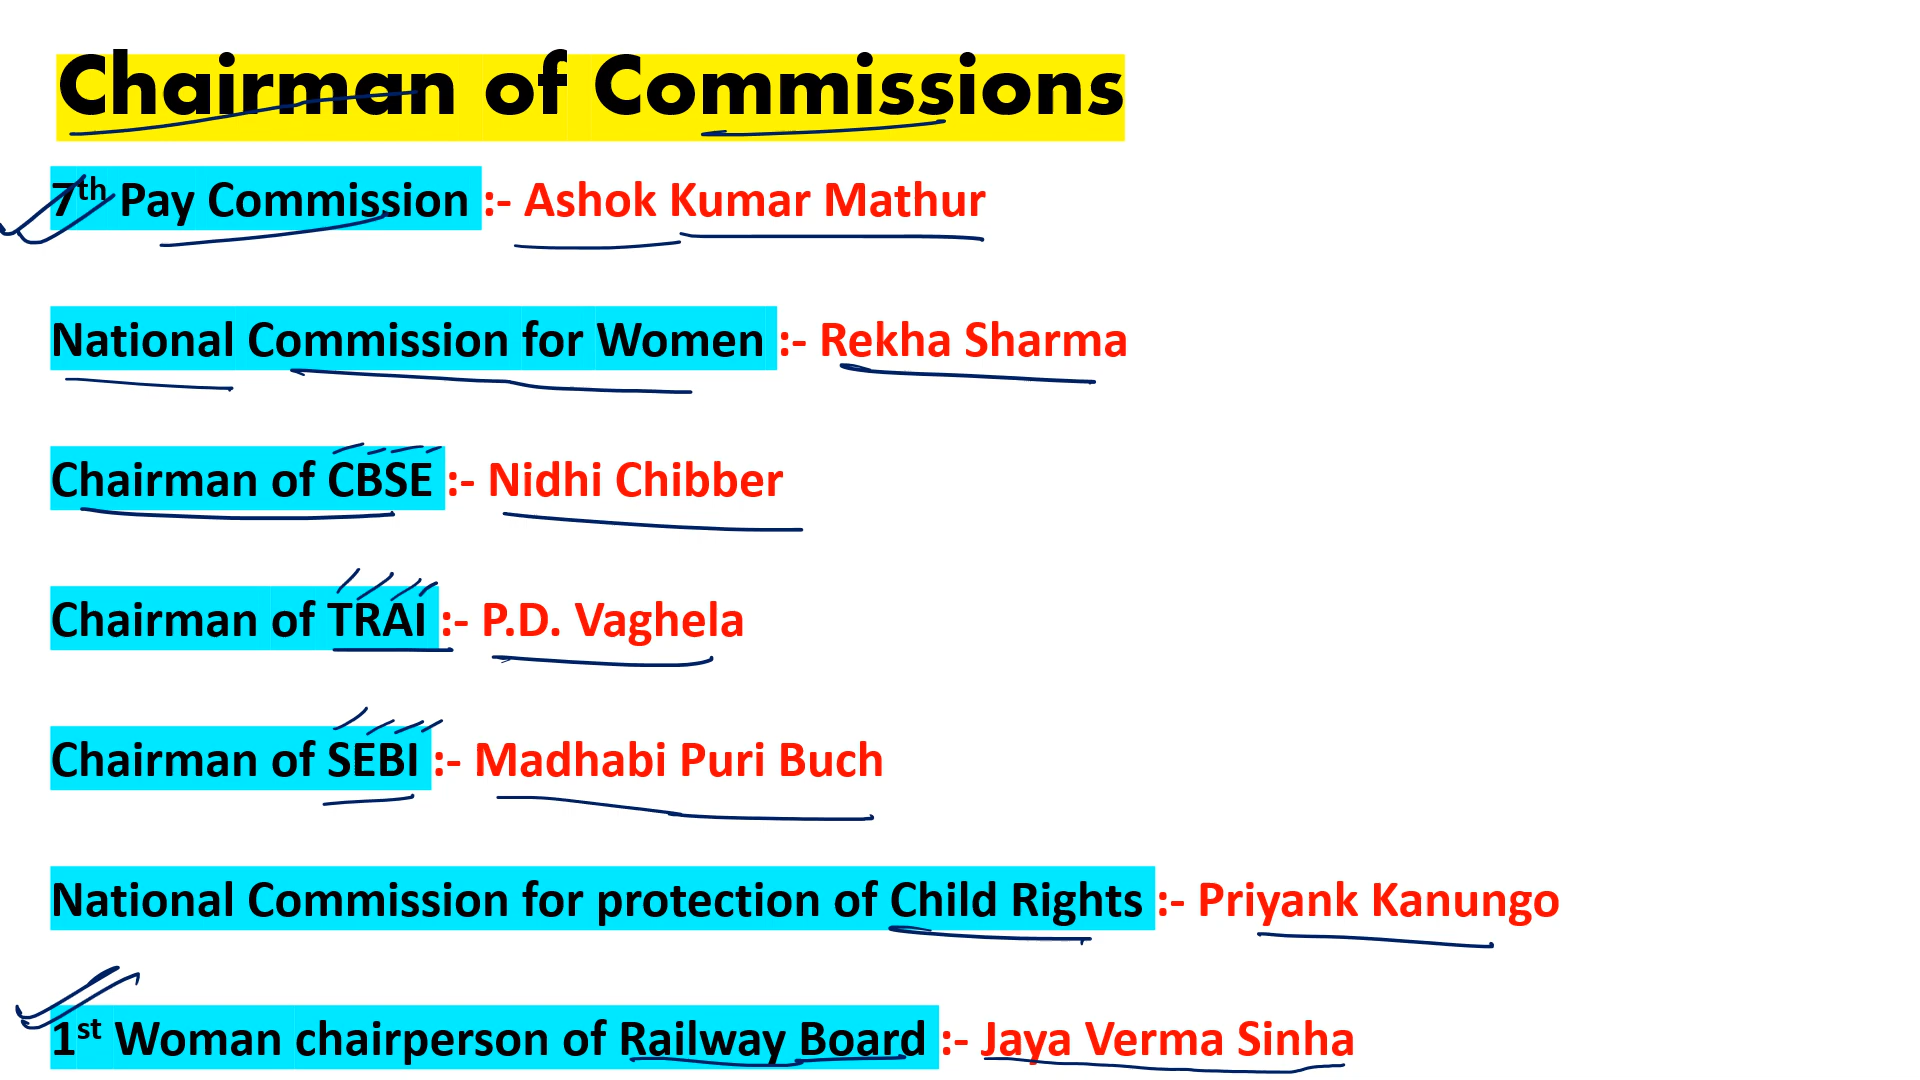 Chairman of Commissions
7th Pay Commission :- Ashok Kumar Mathur
National Commission for Women :- Rekha Sharma
Chairman of CBSE :- Nidhi Chibber
Chairman of TRAI :- P.D. Vaghela
Chairman of SEBI :- Madhabi Puri Buch
National Commission for protection of Child Rights :- Priyank Kanungo
1st Woman chairperson of Railway Board :- Jaya Verma Sinha